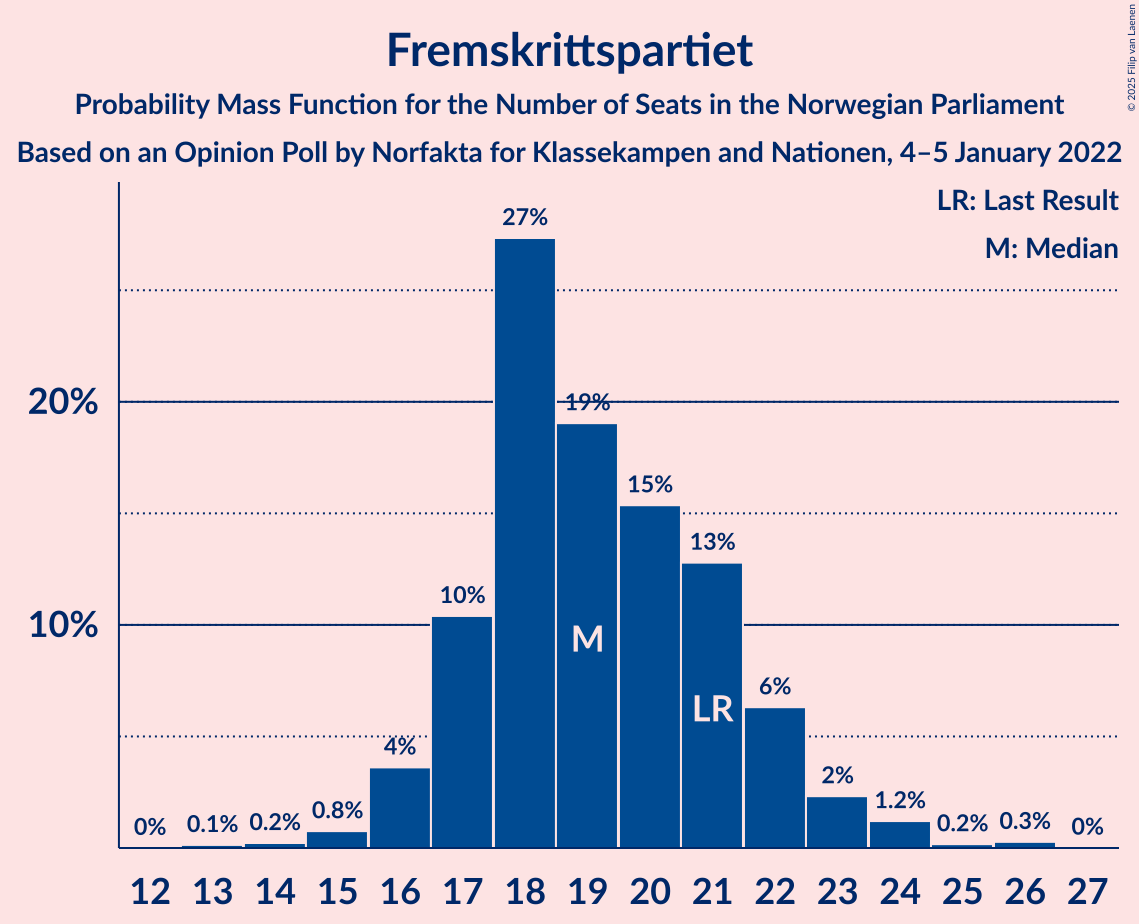 © 2025 Filip van Laenen
Fremskrittspartiet
Probability Mass Function for the Number of Seats in the Norwegian Parliament
Based on an Opinion Poll by Norfakta for Klassekampen and Nationen, 4–5 January 2022
LR: Last Result
M: Median
27%
20%
19%
15%
13%
10%
10%
M
6%
LR
4%
2%
1.2%
0.8%
0% 0.1% 0.2% 0.2% 0.3% 0%
12 13 14 15 16 17 18 19 20 21 22 23 24 25 26 27